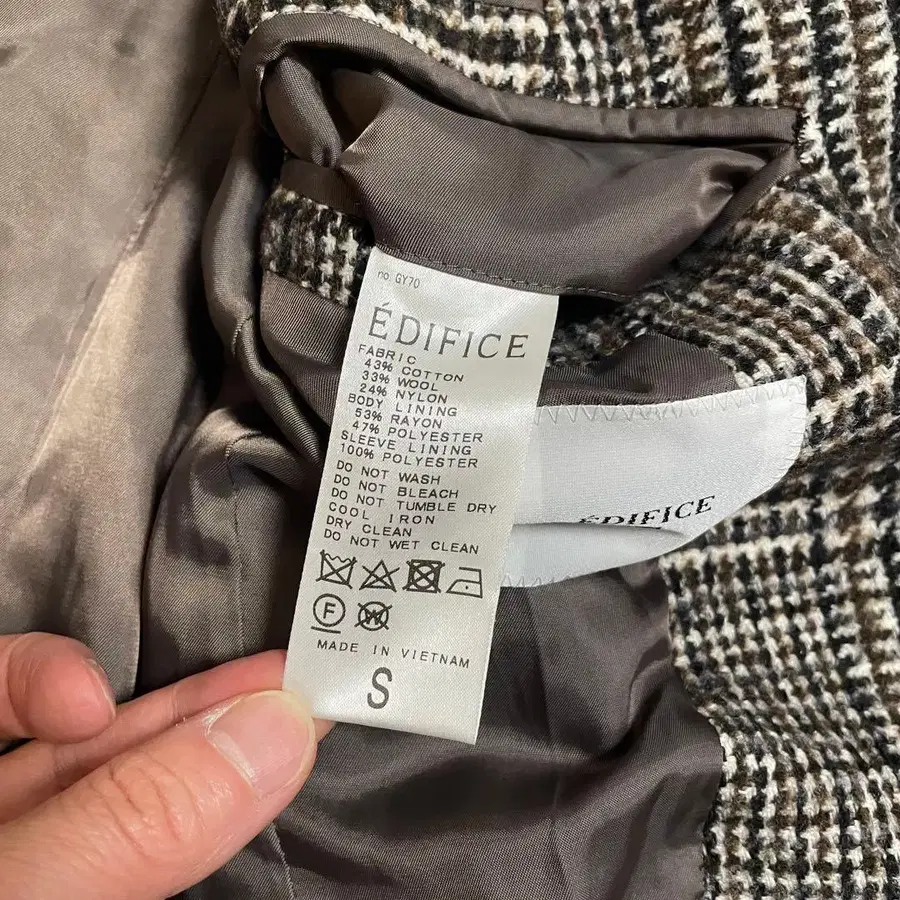 no. GY70
ÉDIFICE
FABRIC
43% COTTON
33% WOOL
24% NYLON
BODY LINING
53% RAYON
47% POLYESTER
SLEEVE LINING
100% POLYESTER
DO NOT WASH
DO NOT BLEACH
DO NOT TUMBLE DRY
COOL IRON
DRY CLEAN
DO NOT WET CLEAN
F W
MADE IN VIETNAM
S
ÉDIFICE